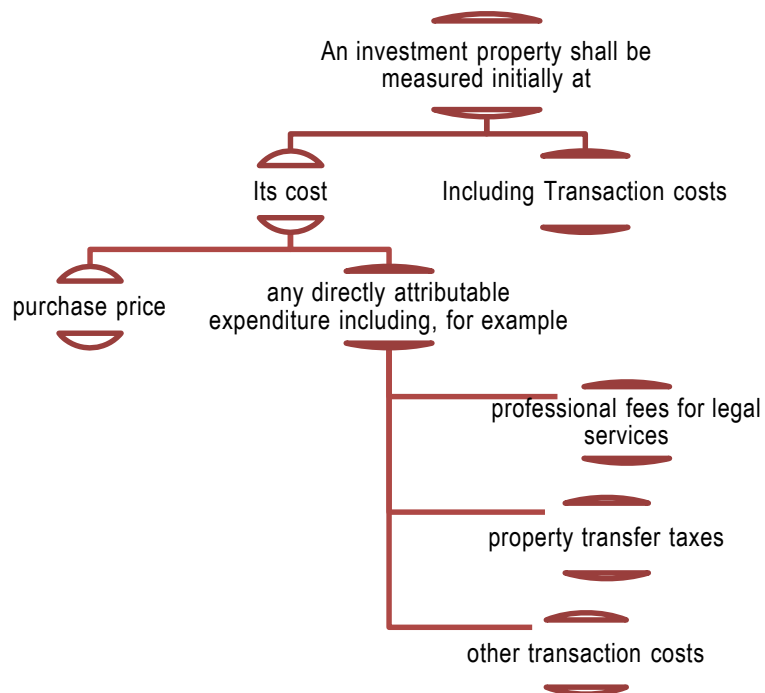 An investment property shall be
measured initially at
Its cost
Including Transaction costs
purchase price
any directly attributable
expenditure including, for example
professional fees for legal
services
property transfer taxes
other transaction costs